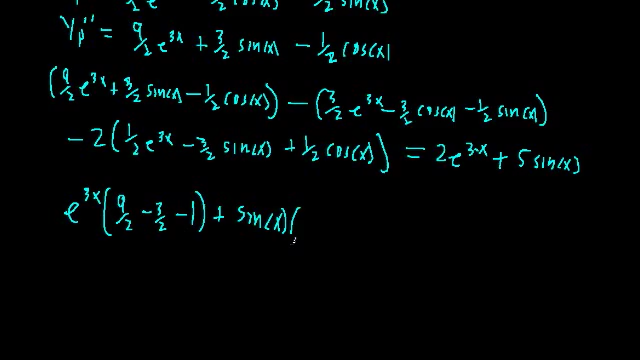 Yp'' = 9/2 e^3x + 3/2 sin(x) - 1/2 cos(x)
(9/2 e^3x + 3/2 sin(x) - 1/2 cos(x)) - (3/2 e^3x - 3/2 cos(x) - 1/2 sin(x))
- 2(1/2 e^3x - 3/2 sin(x) + 1/2 cos(x)) = 2e^3x + 5 sin(x)
e^3x (9/2 - 3/2 - 1) + sin(x)(